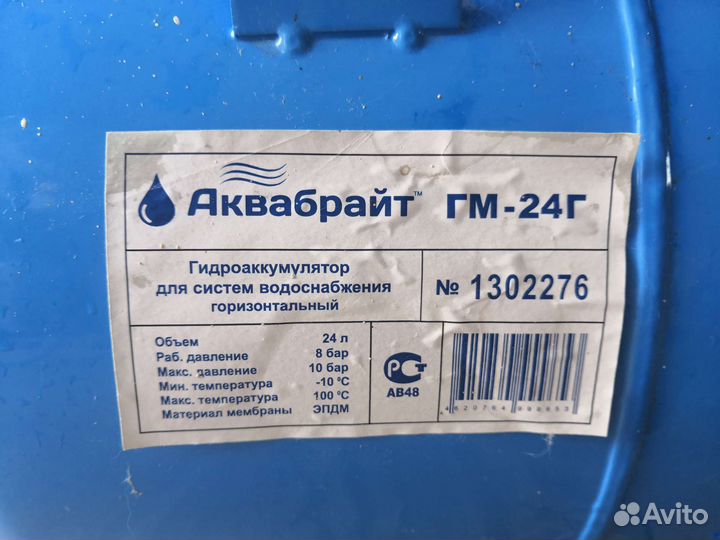 Аквабрайт™ ГМ-24Г
Гидроаккумулятор
для систем водоснабжения
горизонтальный
№ 1302276
Объем 24 л
Раб. давление 8 бар
Макс. давление 10 бар
Мин. температура -10 °С
Макс. температура 100 °С
Материал мембраны ЭПДМ
РСТ
АВ48
4620764998653
Avito